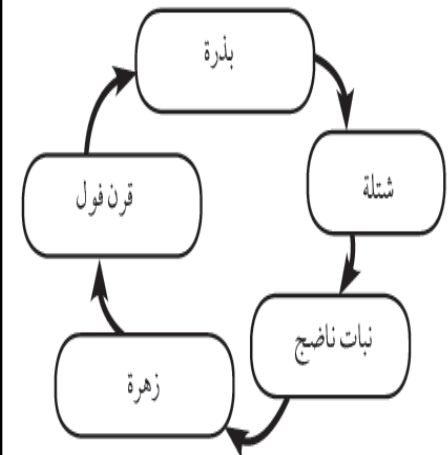 بذرة
شتلة
نبات ناضج
زهرة
قرن فول